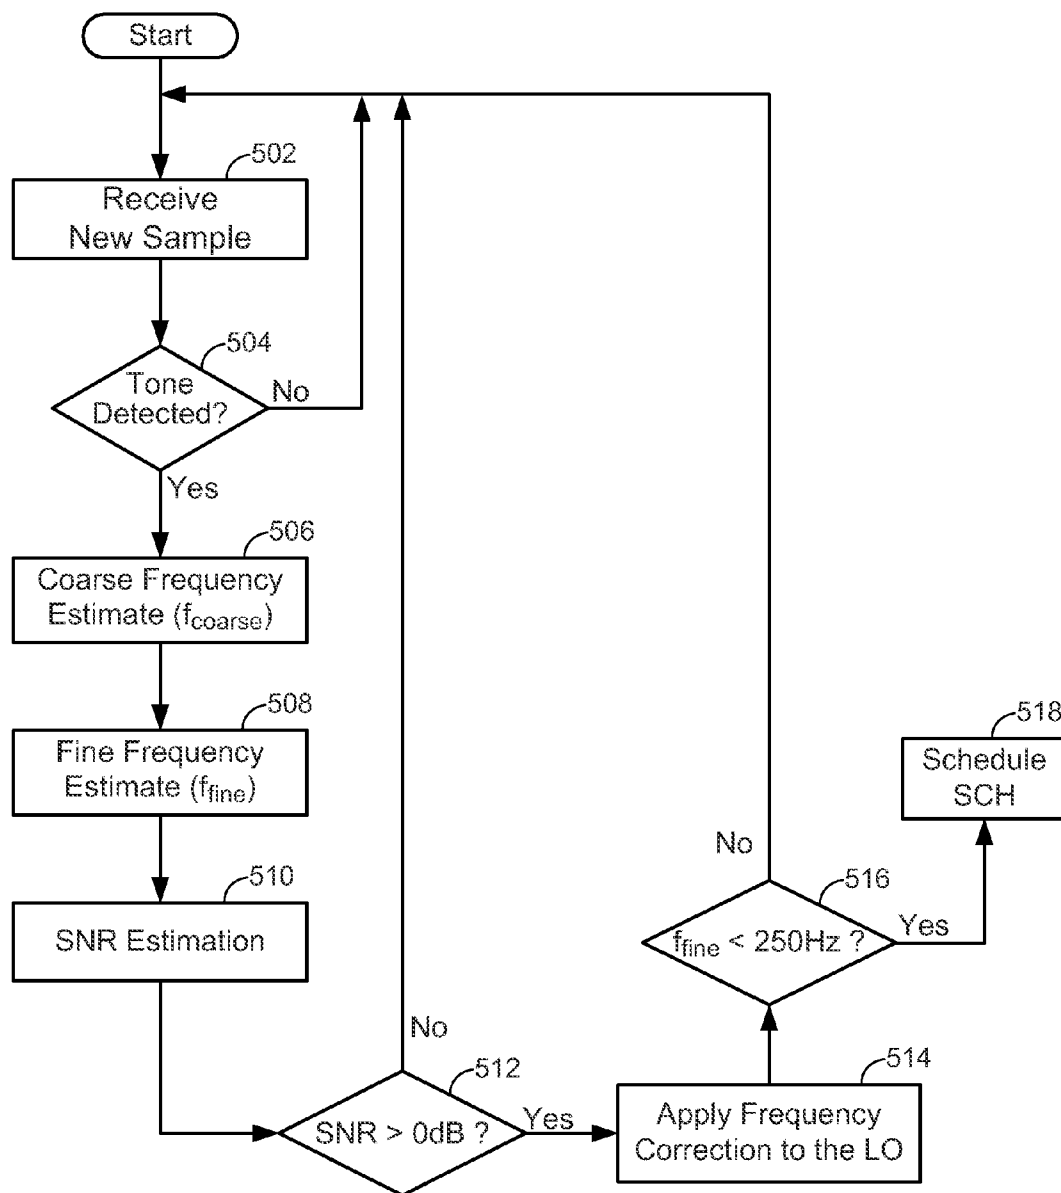 Start
502
Receive
New Sample
504
Tone
Detected?
No
Yes
506
Coarse Frequency
Estimate (fcoarse)
508
Fine Frequency
Estimate (ffine)
510
SNR Estimation
512
SNR > 0dB ?
No
Yes
514
Apply Frequency
Correction to the LO
516
ffine < 250Hz ?
No
Yes
518
Schedule
SCH